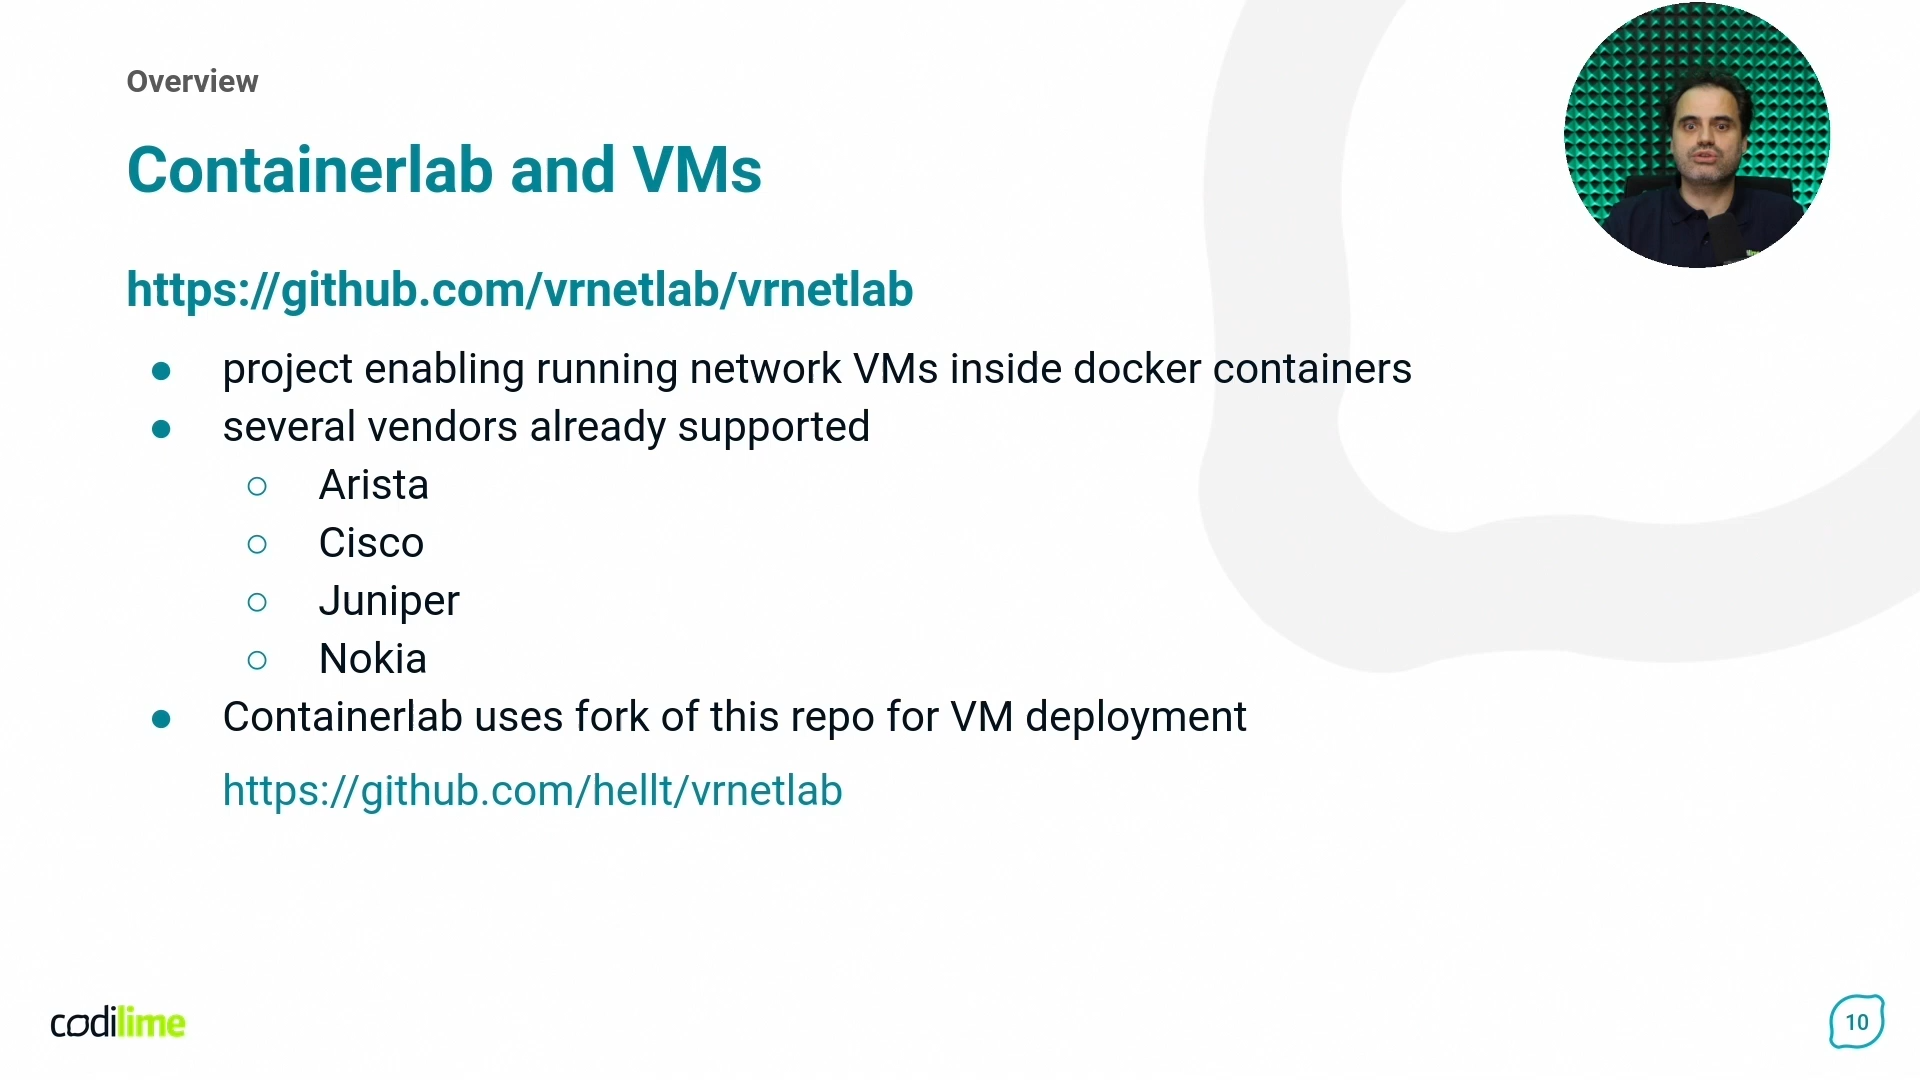 Overview
Containerlab and VMs
https://github.com/vrnetlab/vrnetlab
● project enabling running network VMs inside docker containers
● several vendors already supported
○ Arista
○ Cisco
○ Juniper
○ Nokia
● Containerlab uses fork of this repo for VM deployment
https://github.com/hellt/vrnetlab
codilime
10